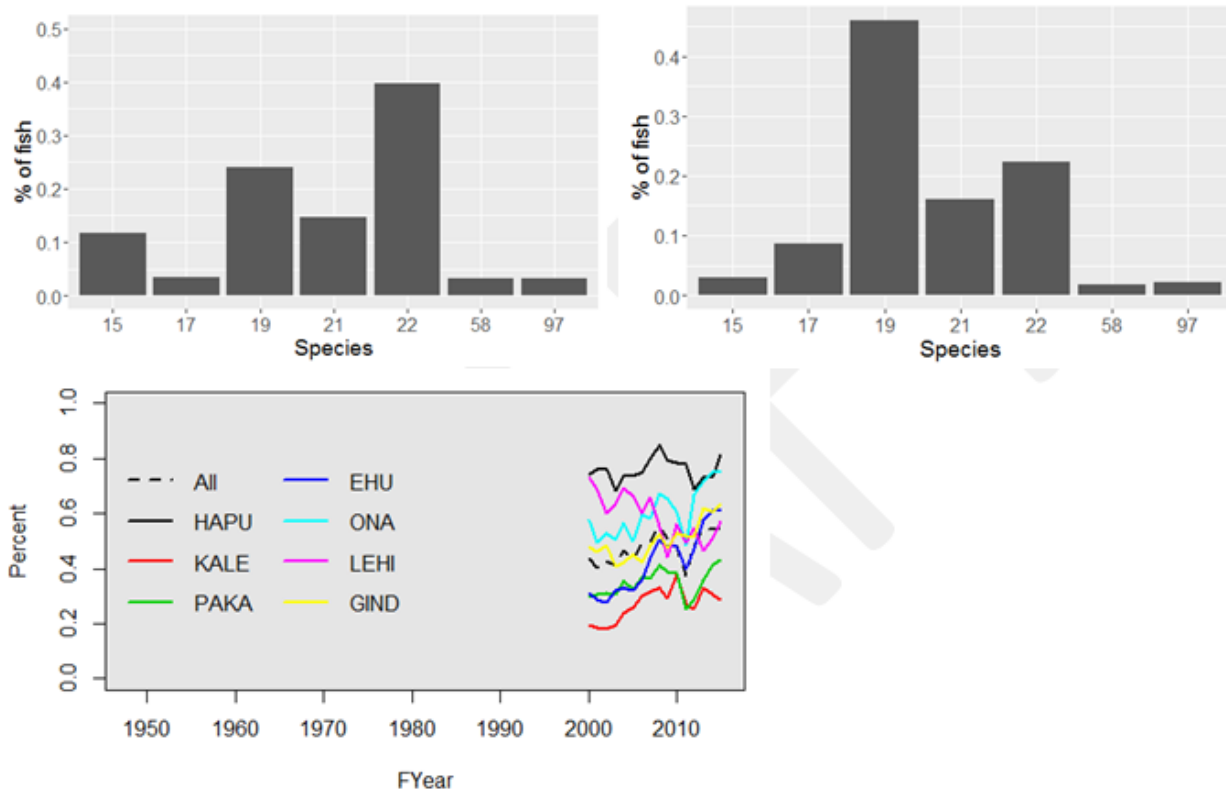 % of fish
0.5
0.4
0.3
0.2
0.1
0.0
15 17 19 21 22 58 97
Species
% of fish
0.4
0.3
0.2
0.1
0.0
15 17 19 21 22 58 97
Species
Percent
1.0
0.8
0.6
0.4
0.2
0.0
All EHU
HAPU ONA
KALE LEHI
PAKA GIND
1950 1960 1970 1980 1990 2000 2010
FYear